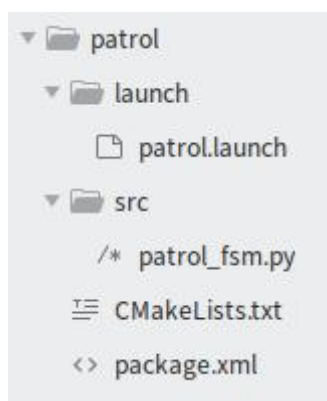 patrol
launch
patrol.launch
src
/* patrol_fsm.py
CMakeLists.txt
<> package.xml